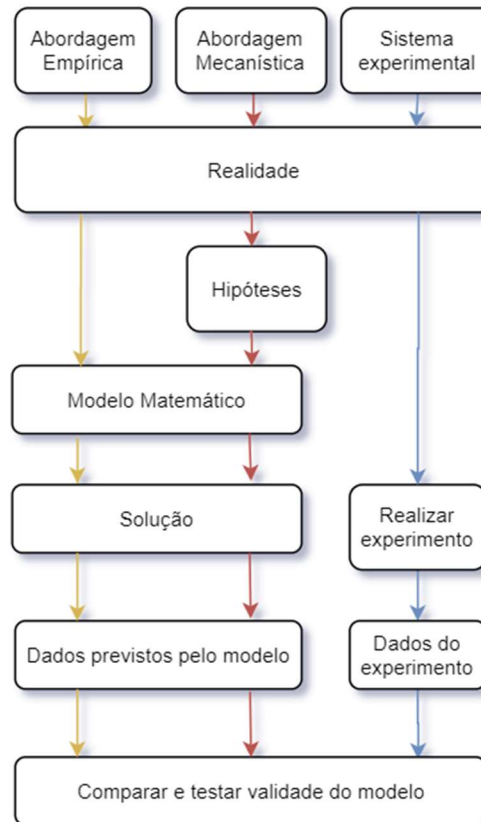 Abordagem
Empírica
Abordagem
Mecanística
Sistema
experimental
Realidade
Hipóteses
Modelo Matemático
Solução
Realizar
experimento
Dados previstos pelo modelo
Dados do
experimento
Comparar e testar validade do modelo